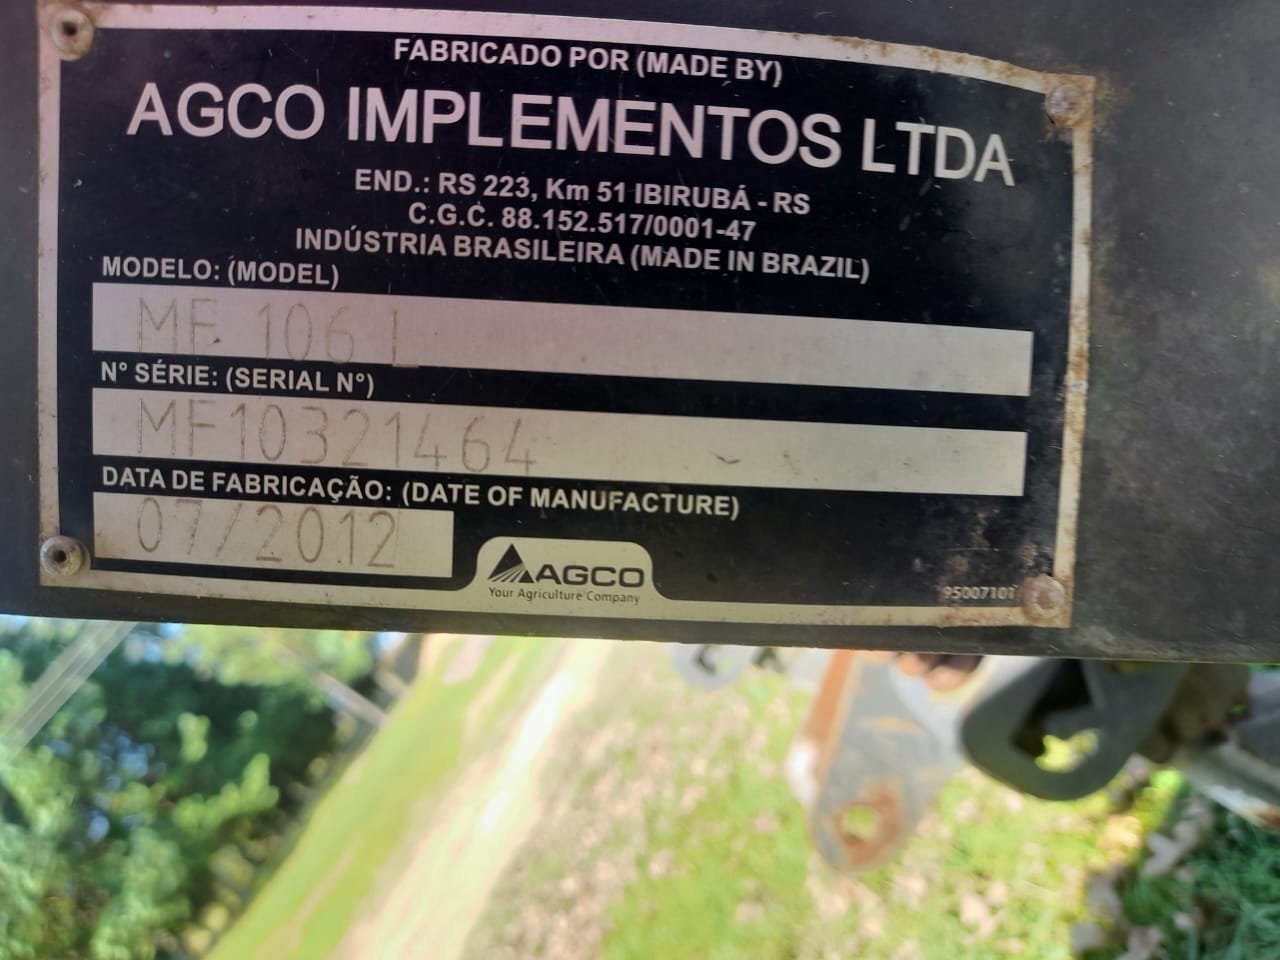 FABRICADO POR (MADE BY)
AGCO IMPLEMENTOS LTDA
END.: RS 223, Km 51 IBIRUBÁ - RS
C.G.C. 88.152.517/0001-47
INDÚSTRIA BRASILEIRA (MADE IN BRAZIL)
MODELO: (MODEL)
MF 106 L
N° SÉRIE: (SERIAL N°)
MF10321464
DATA DE FABRICAÇÃO: (DATE OF MANUFACTURE)
07/2012
AGCO
Your Agriculture Company
95007101